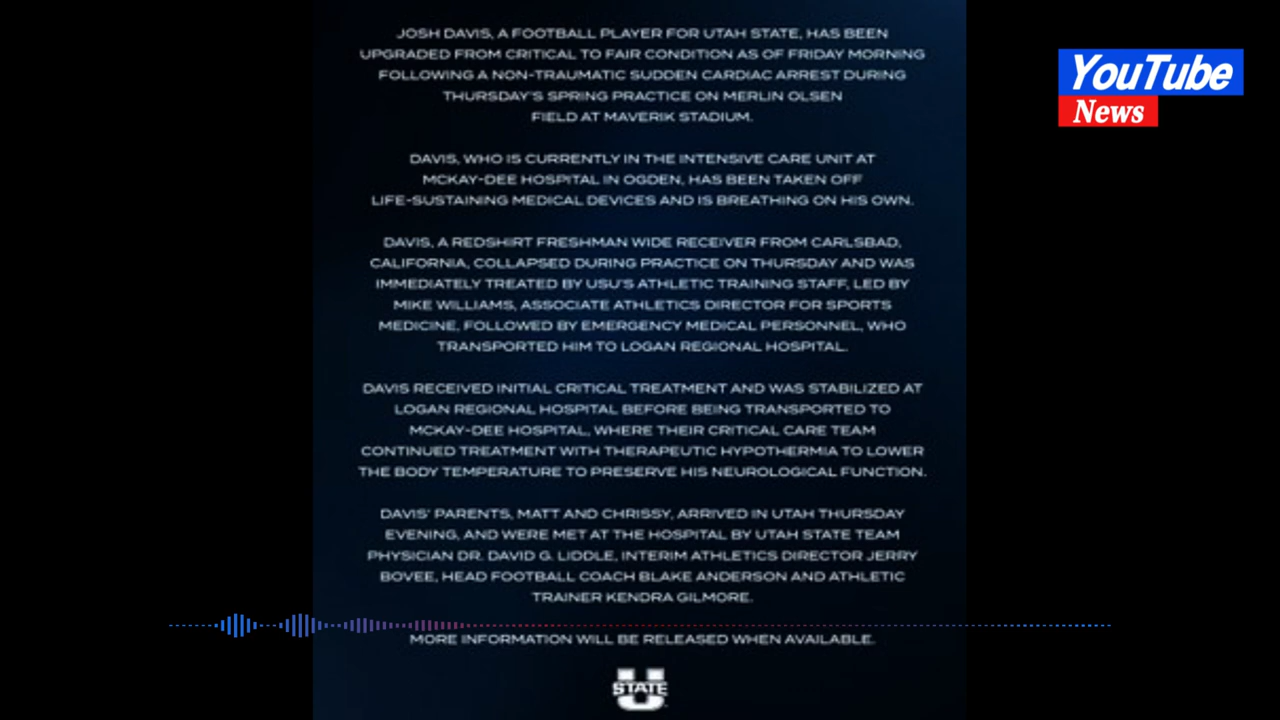 JOSH DAVIS, A FOOTBALL PLAYER FOR UTAH STATE, HAS BEEN
UPGRADED FROM CRITICAL TO FAIR CONDITION AS OF FRIDAY MORNING
FOLLOWING A NON-TRAUMATIC SUDDEN CARDIAC ARREST DURING
THURSDAY'S SPRING PRACTICE ON MERLIN OLSEN
FIELD AT MAVERIK STADIUM.
DAVIS, WHO IS CURRENTLY IN THE INTENSIVE CARE UNIT AT
MCKAY-DEE HOSPITAL IN OGDEN, HAS BEEN TAKEN OFF
LIFE-SUSTAINING MEDICAL DEVICES AND IS BREATHING ON HIS OWN.
DAVIS, A REDSHIRT FRESHMAN WIDE RECEIVER FROM CARLSBAD,
CALIFORNIA, COLLAPSED DURING PRACTICE ON THURSDAY AND WAS
IMMEDIATELY TREATED BY USU'S ATHLETIC TRAINING STAFF, LED BY
MIKE WILLIAMS, ASSOCIATE ATHLETICS DIRECTOR FOR SPORTS
MEDICINE, FOLLOWED BY EMERGENCY MEDICAL PERSONNEL, WHO
TRANSPORTED HIM TO LOGAN REGIONAL HOSPITAL.
DAVIS RECEIVED INITIAL CRITICAL TREATMENT AND WAS STABILIZED AT
LOGAN REGIONAL HOSPITAL BEFORE BEING TRANSPORTED TO
MCKAY-DEE HOSPITAL, WHERE THEIR CRITICAL CARE TEAM
CONTINUED TREATMENT WITH THERAPEUTIC HYPOTHERMIA TO LOWER
THE BODY TEMPERATURE TO PRESERVE HIS NEUROLOGICAL FUNCTION.
DAVIS' PARENTS, MATT AND CHRISSY, ARRIVED IN UTAH THURSDAY
EVENING, AND WERE MET AT THE HOSPITAL BY UTAH STATE TEAM
PHYSICIAN DR. DAVID G. LIDDLE, INTERIM ATHLETICS DIRECTOR JERRY
BOVEE, HEAD FOOTBALL COACH BLAKE ANDERSON AND ATHLETIC
TRAINER KENDRA GILMORE.
MORE INFORMATION WILL BE RELEASED WHEN AVAILABLE.
U STATE
YouTube
News